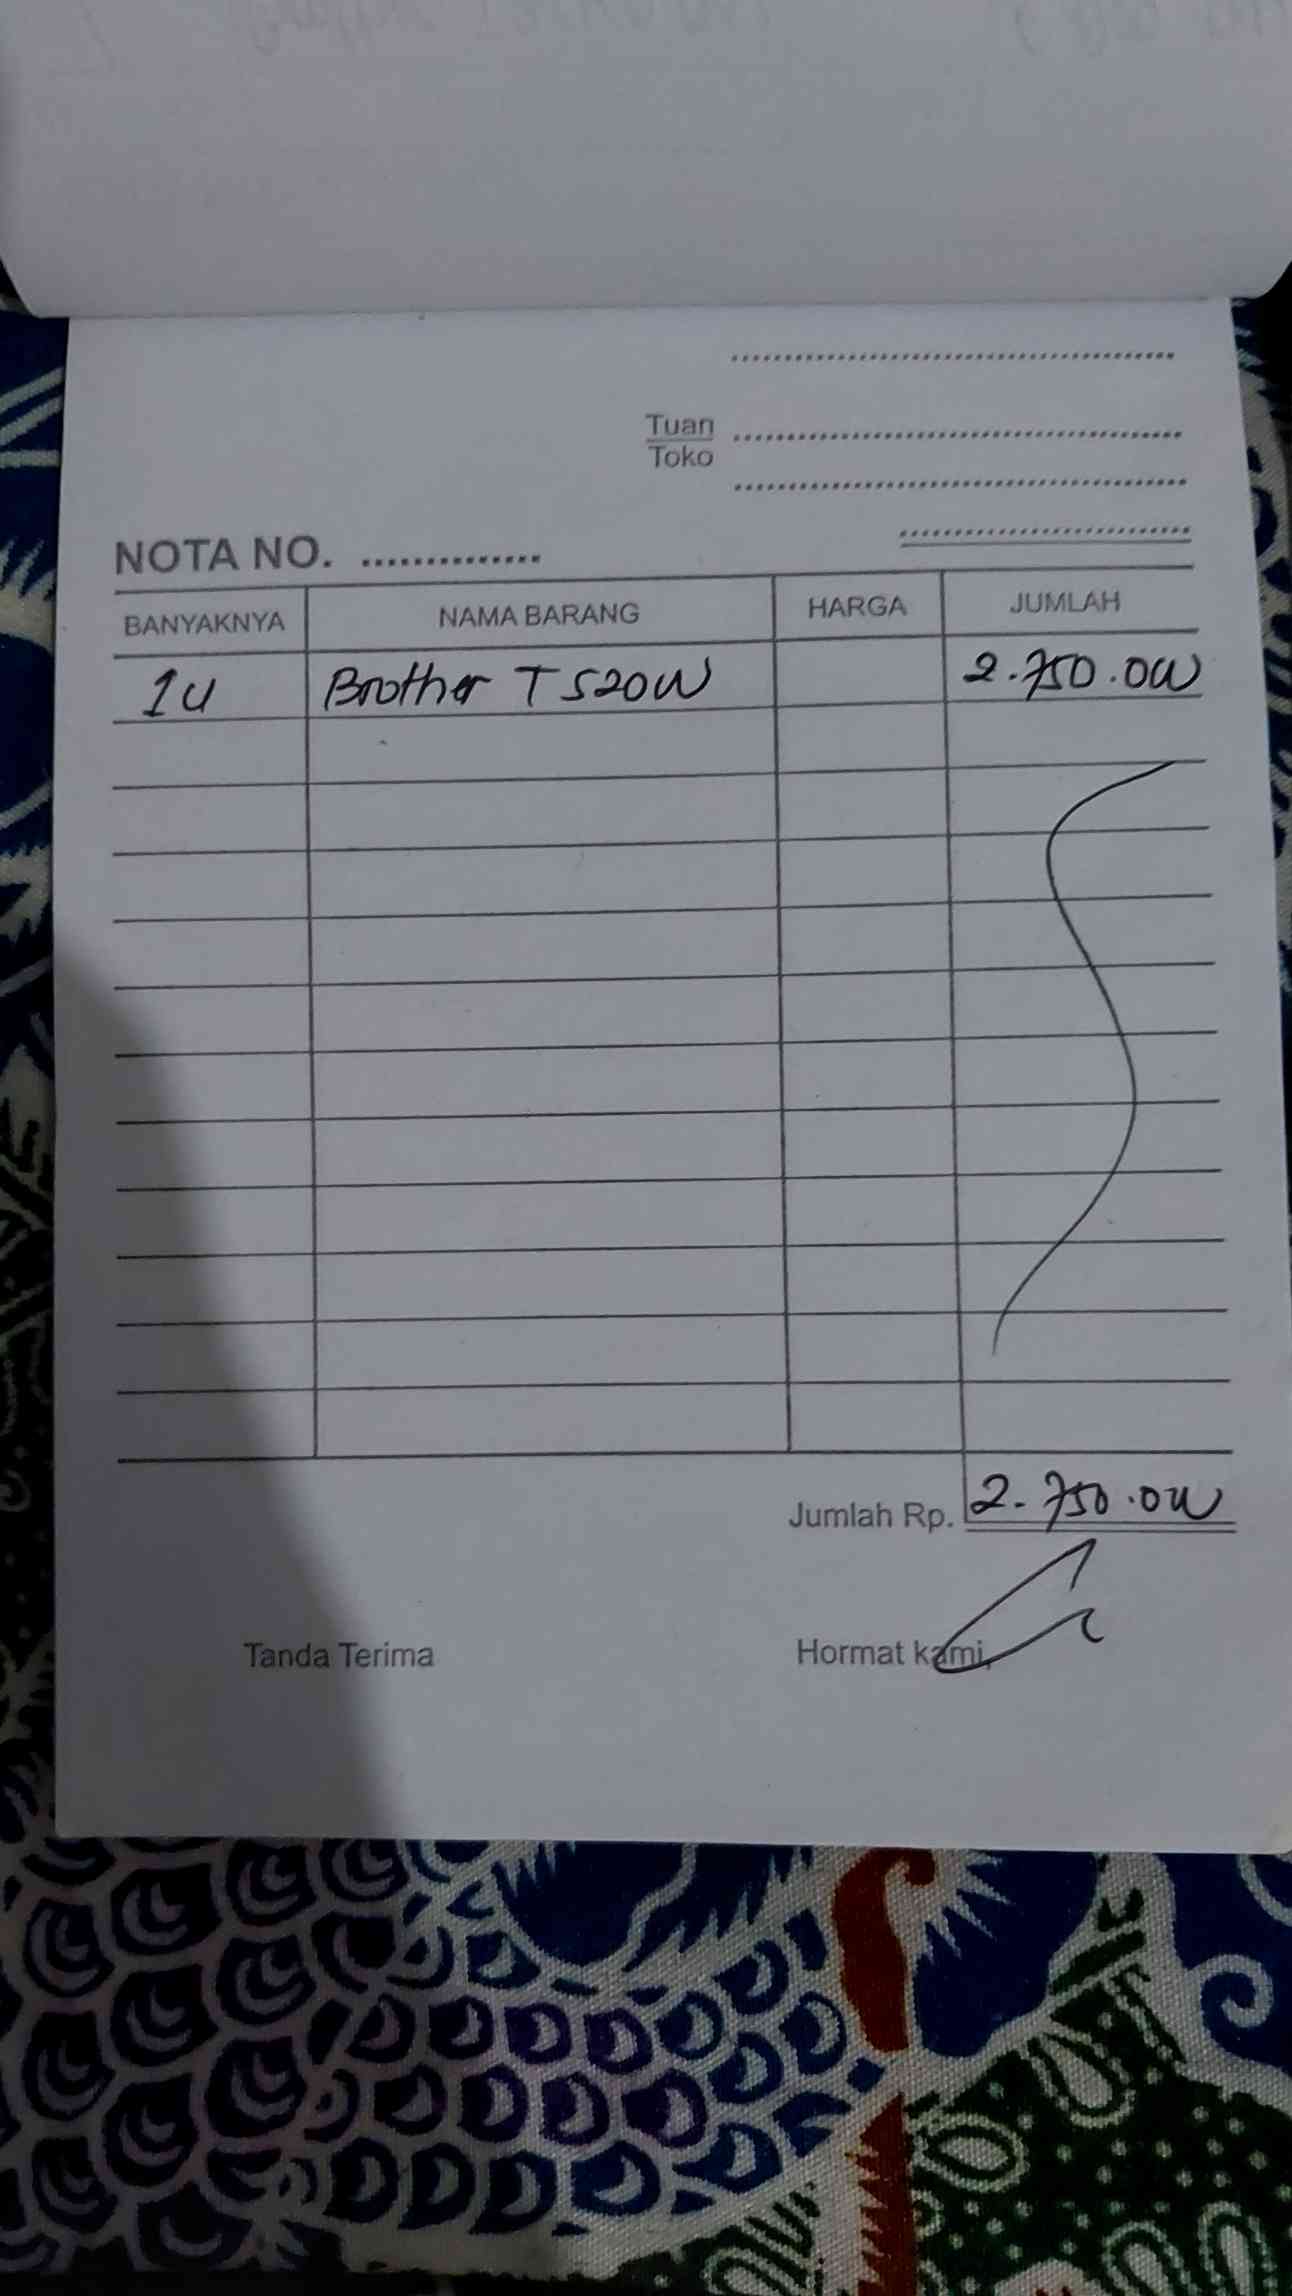 Tuan
Toko
NOTA NO. ..............
BANYAKNYA NAMA BARANG HARGA JUMLAH
1 u Brother T520W 2.750.000
Jumlah Rp. 2.750.000
Tanda Terima Hormat kami,